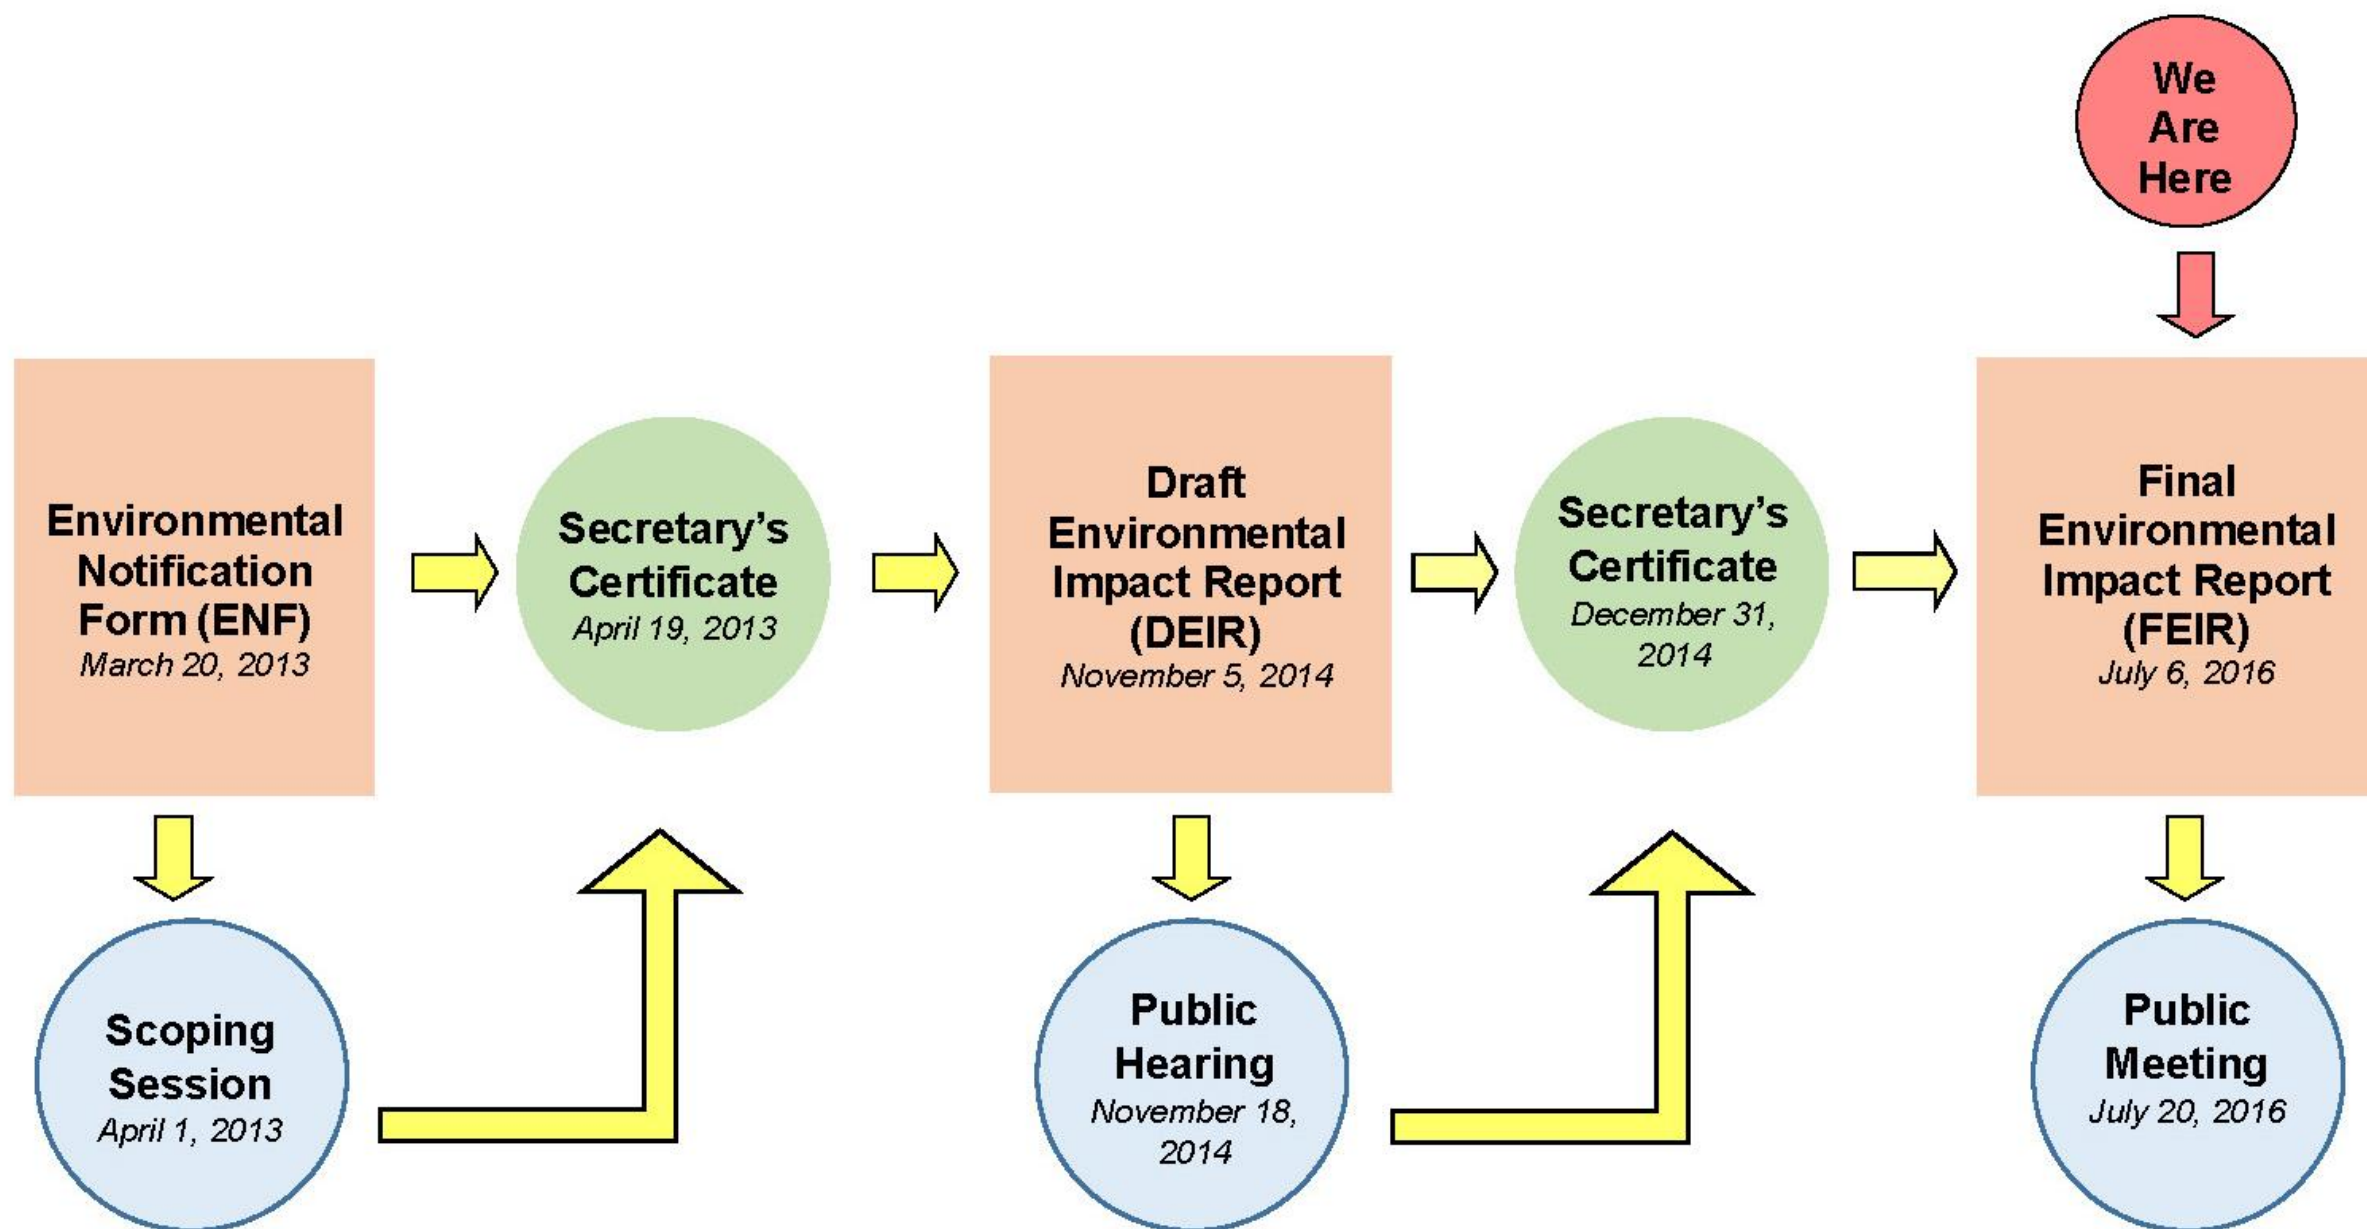 We
Are
Here
Environmental
Notification
Form (ENF)
March 20, 2013
Secretary’s
Certificate
April 19, 2013
Draft
Environmental
Impact Report
(DEIR)
November 5, 2014
Secretary’s
Certificate
December 31,
2014
Final
Environmental
Impact Report
(FEIR)
July 6, 2016
Scoping
Session
April 1, 2013
Public
Hearing
November 18,
2014
Public
Meeting
July 20, 2016